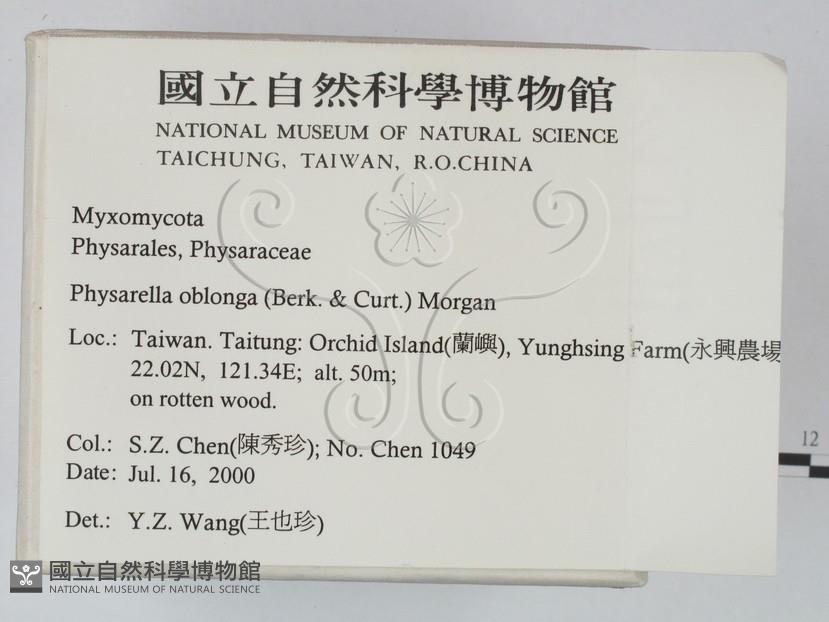 國立自然科學博物館
NATIONAL MUSEUM OF NATURAL SCIENCE
TAICHUNG, TAIWAN, R.O.CHINA
Myxomycota
Physarales, Physaraceae
Physarella oblonga (Berk. & Curt.) Morgan
Loc.: Taiwan. Taitung: Orchid Island(蘭嶼), Yunghsing Farm(永興農場
22.02N, 121.34E; alt. 50m;
on rotten wood.
Col.: S.Z. Chen(陳秀珍); No. Chen 1049
Date: Jul. 16, 2000
Det.: Y.Z. Wang(王也珍)
12
國立自然科學博物館
NATIONAL MUSEUM OF NATURAL SCIENCE